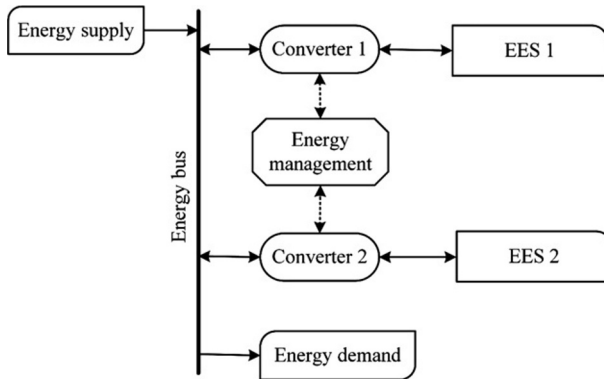 Energy supply
Converter 1
EES 1
Energy
management
Energy bus
Converter 2
EES 2
Energy demand